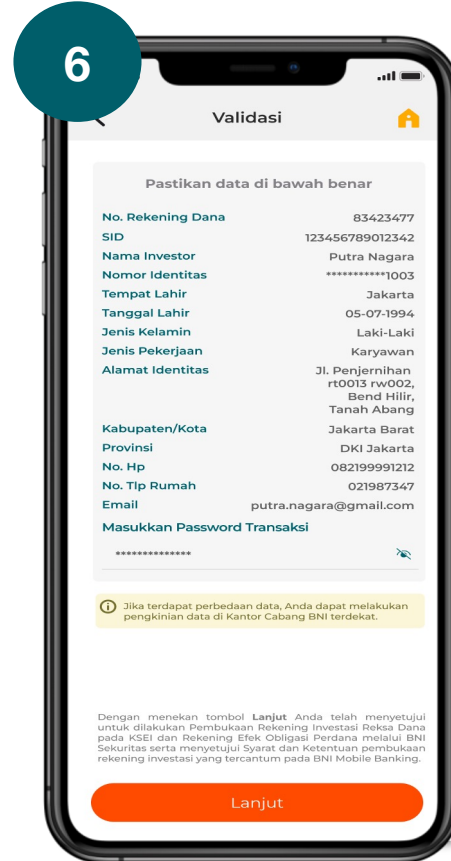 6
Validasi
Pastikan data di bawah benar
No. Rekening Dana 83423477
SID 123456789012342
Nama Investor Putra Nagara
Nomor Identitas ***********1003
Tempat Lahir Jakarta
Tanggal Lahir 05-07-1994
Jenis Kelamin Laki-Laki
Jenis Pekerjaan Karyawan
Alamat Identitas Jl. Penjernihan
rt0013 rw002,
Bend Hilir,
Tanah Abang
Kabupaten/Kota Jakarta Barat
Provinsi DKI Jakarta
No. Hp 082199991212
No. Tlp Rumah 021987347
Email putra.nagara@gmail.com
Masukkan Password Transaksi
**************
Jika terdapat perbedaan data, Anda dapat melakukan
pengkinian data di Kantor Cabang BNI terdekat.
Dengan menekan tombol Lanjut Anda telah menyetujui
untuk dilakukan Pembukaan Rekening Investasi Reksa Dana
pada KSEI dan Rekening Efek Obligasi Perdana melalui BNI
Sekuritas serta menyetujui Syarat dan Ketentuan pembukaan
rekening investasi yang tercantum pada BNI Mobile Banking.
Lanjut